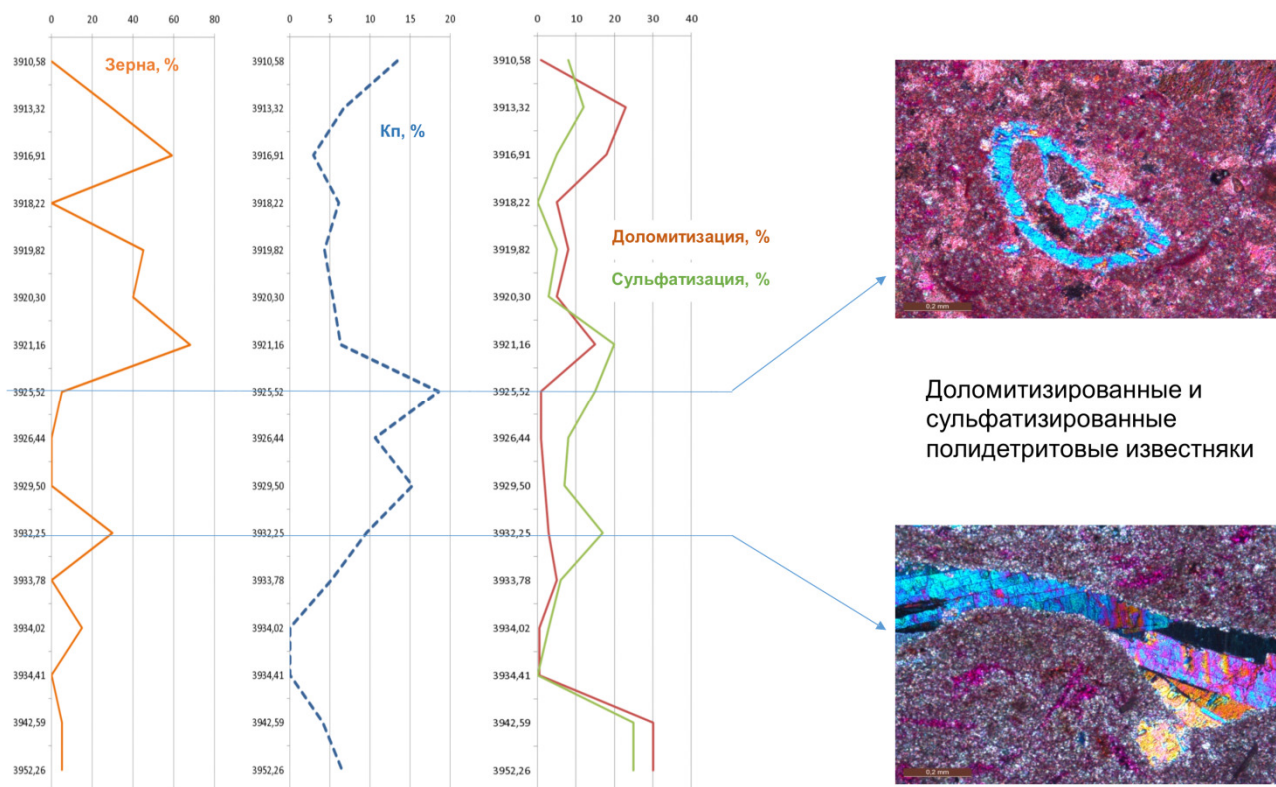 0 20 40 60 80
0 5 10 15 20
0 10 20 30 40
Зерна, %
Кп, %
Доломитизация, %
Сульфатизация, %
3910,58 3910,58 3910,58
3913,32 3913,32 3913,32
3916,91 3916,91 3916,91
3918,22 3918,22 3918,22
3919,82 3919,82 3919,82
3920,30 3920,30 3920,30
3921,16 3921,16 3921,16
3925,52 3925,52 3925,52
3926,44 3926,44 3926,44
3929,50 3929,50 3929,50
3932,25 3932,25 3932,25
3933,78 3933,78 3933,78
3934,02 3934,02 3934,02
3934,41 3934,41 3934,41
3942,59 3942,59 3942,59
3952,26 3952,26 3952,26
0,2 mm
Доломитизированные и
сульфатизированные
полидетритовые известняки
0,2 mm